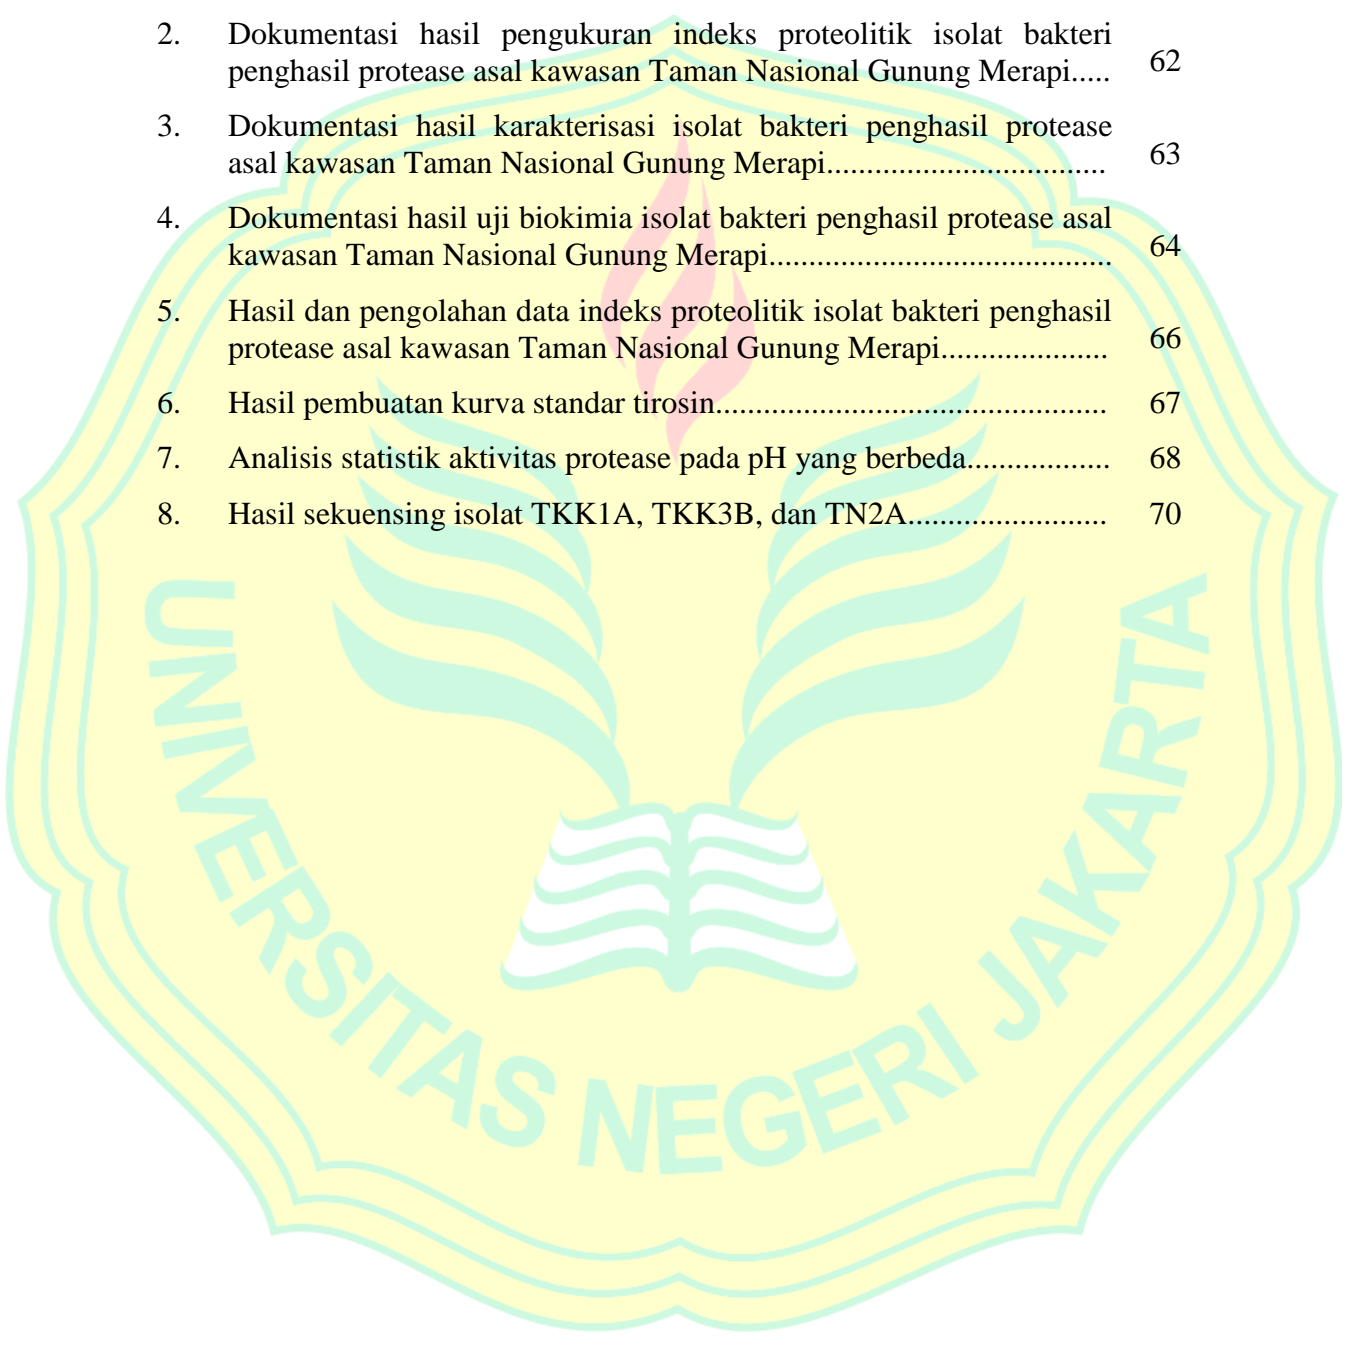 2. Dokumentasi hasil pengukuran indeks proteolitik isolat bakteri
penghasil protease asal kawasan Taman Nasional Gunung Merapi..... 62
3. Dokumentasi hasil karakterisasi isolat bakteri penghasil protease
asal kawasan Taman Nasional Gunung Merapi................................... 63
4. Dokumentasi hasil uji biokimia isolat bakteri penghasil protease asal
kawasan Taman Nasional Gunung Merapi........................................... 64
5. Hasil dan pengolahan data indeks proteolitik isolat bakteri penghasil
protease asal kawasan Taman Nasional Gunung Merapi..................... 66
6. Hasil pembuatan kurva standar tirosin................................................. 67
7. Analisis statistik aktivitas protease pada pH yang berbeda.................. 68
8. Hasil sekuensing isolat TKK1A, TKK3B, dan TN2A......................... 70
UNIVERSITAS NEGERI JAKARTA